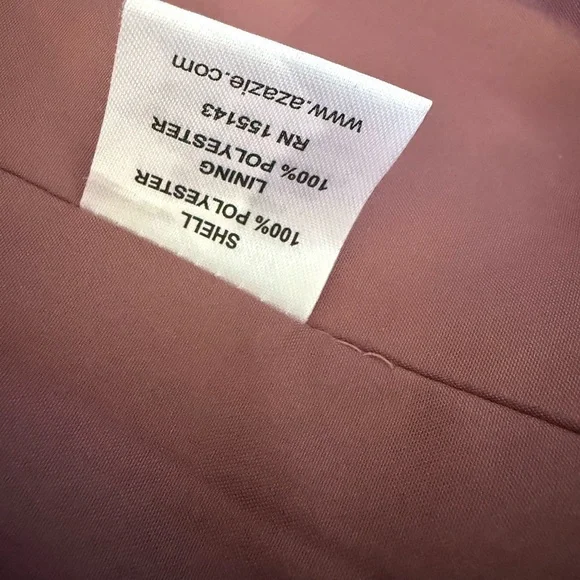 SHELL
100% POLYESTER
LINING
100% POLYESTER
RN 155143
www.azazie.com